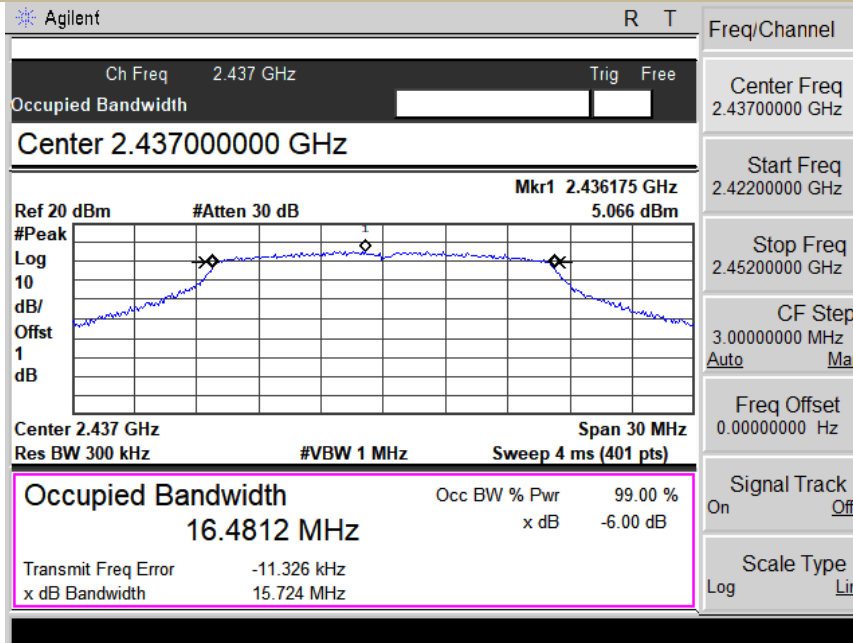 Agilent R T
Freq/Channel
Ch Freq 2.437 GHz Trig Free
Occupied Bandwidth
Center 2.437000000 GHz
Mkr1 2.436175 GHz
Ref 20 dBm #Atten 30 dB 5.066 dBm
#Peak
Log
10
dB/
Offst
1
dB
1
Center 2.437 GHz Span 30 MHz
Res BW 300 kHz #VBW 1 MHz Sweep 4 ms (401 pts)
Occupied Bandwidth
16.4812 MHz
Occ BW % Pwr 99.00 %
x dB -6.00 dB
Transmit Freq Error -11.326 kHz
x dB Bandwidth 15.724 MHz
Center Freq
2.43700000 GHz
Start Freq
2.42200000 GHz
Stop Freq
2.45200000 GHz
CF Step
3.00000000 MHz
Auto Ma
Freq Offset
0.00000000 Hz
Signal Track
On Off
Scale Type
Log Lin